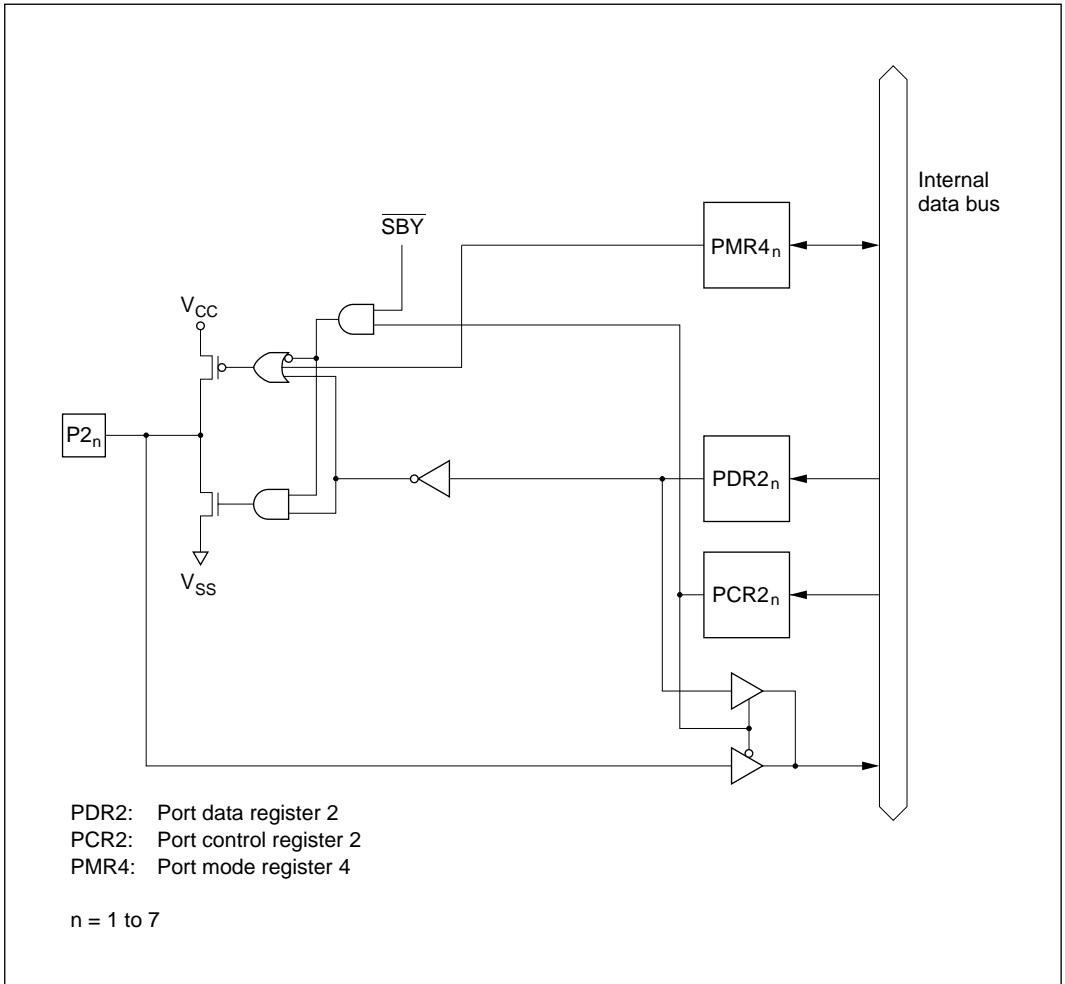 Internal
data bus
S̅B̅Y̅
PMR4n
VCC
P2n
PDR2n
VSS
PCR2n
PDR2: Port data register 2
PCR2: Port control register 2
PMR4: Port mode register 4
n = 1 to 7